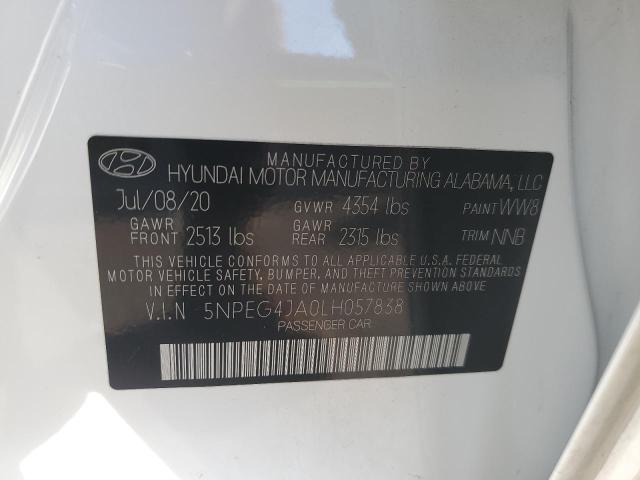 MANUFACTURED BY
HYUNDAI MOTOR MANUFACTURING ALABAMA, LLC
Jul/08/20 GVWR 4354 lbs PAINT WW8
GAWR FRONT 2513 lbs GAWR REAR 2315 lbs TRIM NNB
THIS VEHICLE CONFORMS TO ALL APPLICABLE U.S.A. FEDERAL
MOTOR VEHICLE SAFETY, BUMPER, AND THEFT PREVENTION STANDARDS
IN EFFECT ON THE DATE OF MANUFACTURE SHOWN ABOVE.
V.I.N 5NPEG4JA0LH057838
PASSENGER CAR